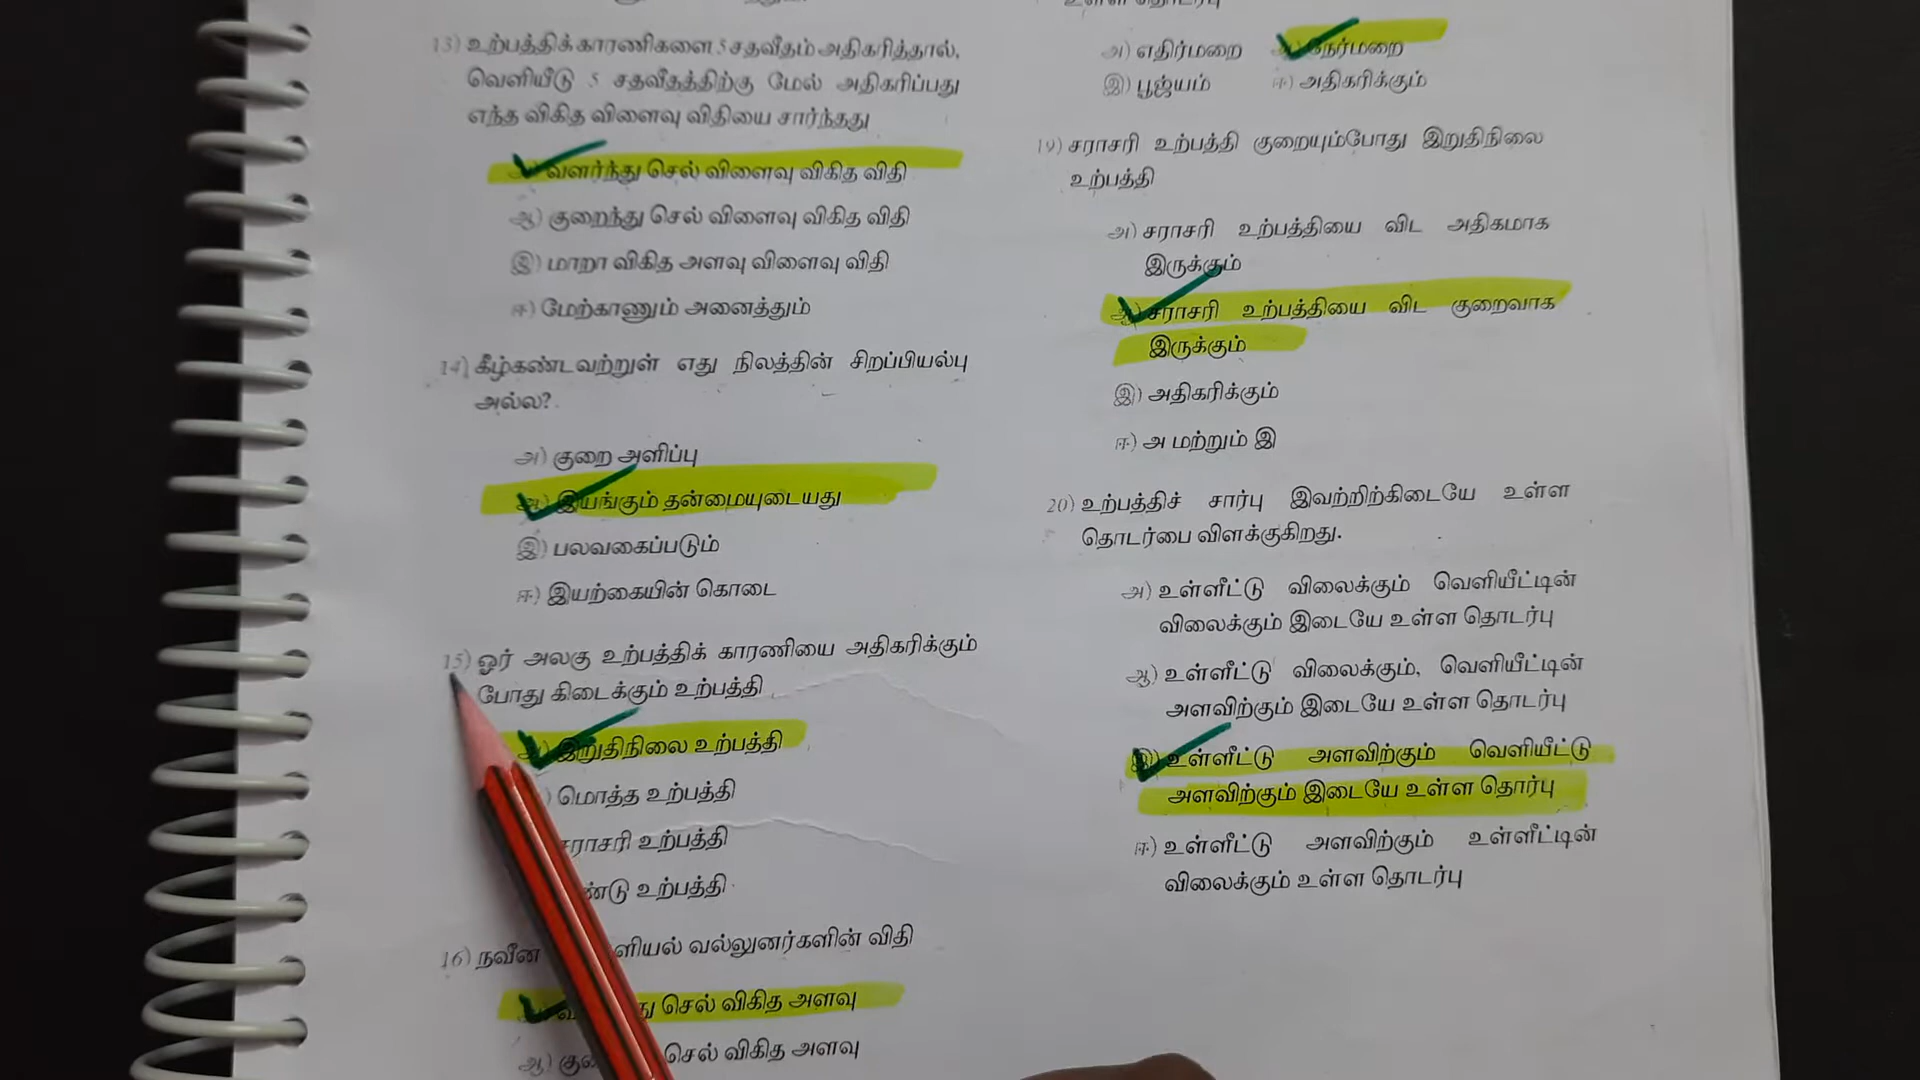 13) உற்பத்திக் காரணிகளை 5 சதவீதம் அதிகரித்தால்,
வெளியீடு 5 சதவீதத்திற்கு மேல் அதிகரிப்பது
எந்த விகித விளைவு விதியை சார்ந்தது
வளர்ந்து செல் விளைவு விகித விதி
ஆ) குறைந்து செல் விளைவு விகித விதி
இ) மாறா விகித அளவு விளைவு விதி
ஈ) மேற்காணும் அனைத்தும்
14) கீழ்கண்டவற்றுள் எது நிலத்தின் சிறப்பியல்பு
அல்ல?
அ) குறை அளிப்பு
ஆ) இயங்கும் தன்மையுடையது
இ) பலவகைப்படும்
ஈ) இயற்கையின் கொடை
15) ஓர் அலகு உற்பத்திக் காரணியை அதிகரிக்கும்
போது கிடைக்கும் உற்பத்தி
அ) இறுதிநிலை உற்பத்தி
) மொத்த உற்பத்தி
சராசரி உற்பத்தி
உற்பத்தி
16) நவீன வல்லுனர்களின் விதி
செல் விகித அளவு
ஆ) செல் விகித அளவு
உள்ள தொடர்பு
அ) எதிர்மறை ஆ) நேர்மறை
இ) பூஜ்யம் ஈ) அதிகரிக்கும்
19) சராசரி உற்பத்தி குறையும்போது இறுதிநிலை
உற்பத்தி
அ) சராசரி உற்பத்தியை விட அதிகமாக
இருக்கும்
ஆ) சராசரி உற்பத்தியை விட குறைவாக
இருக்கும்
இ) அதிகரிக்கும்
ஈ) அ மற்றும் இ
20) உற்பத்திச் சார்பு இவற்றிற்கிடையே உள்ள
தொடர்பை விளக்குகிறது.
அ) உள்ளீட்டு விலைக்கும் வெளியீட்டின்
விலைக்கும் இடையே உள்ள தொடர்பு
ஆ) உள்ளீட்டு விலைக்கும், வெளியீட்டின்
அளவிற்கும் இடையே உள்ள தொடர்பு
இ) உள்ளீட்டு அளவிற்கும் வெளியீட்டு
அளவிற்கும் இடையே உள்ள தொர்பு
ஈ) உள்ளீட்டு அளவிற்கும் உள்ளீட்டின்
விலைக்கும் உள்ள தொடர்பு